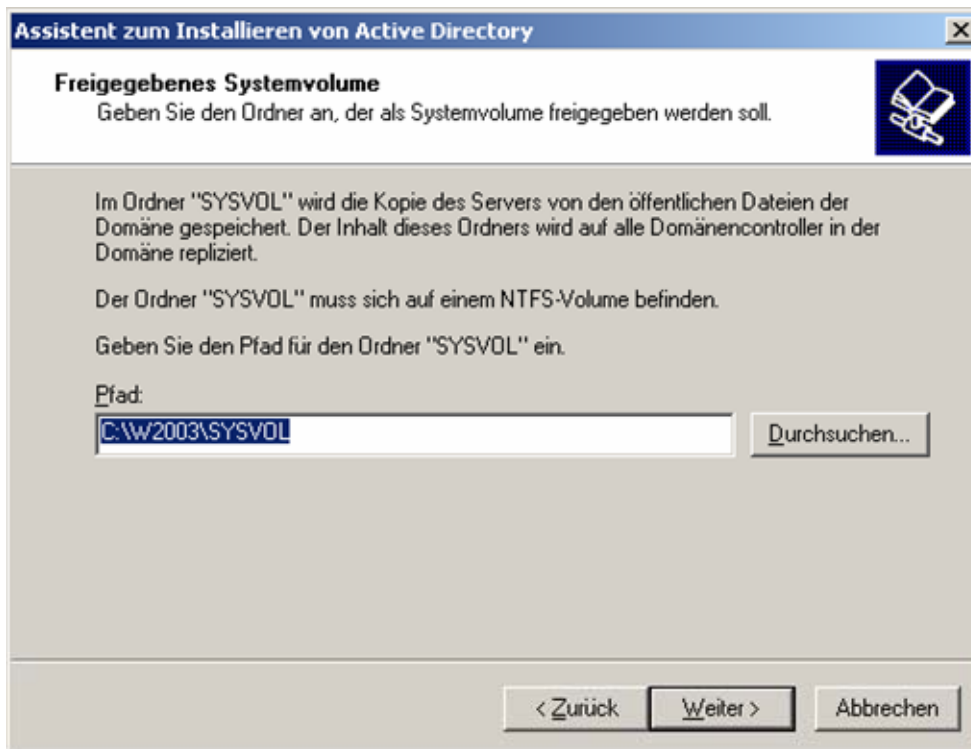 Assistent zum Installieren von Active Directory
Freigegebenes Systemvolume
Geben Sie den Ordner an, der als Systemvolume freigegeben werden soll.
Im Ordner "SYSVOL" wird die Kopie des Servers von den öffentlichen Dateien der
Domäne gespeichert. Der Inhalt dieses Ordners wird auf alle Domänencontroller in der
Domäne repliziert.
Der Ordner "SYSVOL" muss sich auf einem NTFS-Volume befinden.
Geben Sie den Pfad für den Ordner "SYSVOL" ein.
Pfad:
C:\W2003\SYSVOL
Durchsuchen...
< Zurück
Weiter >
Abbrechen